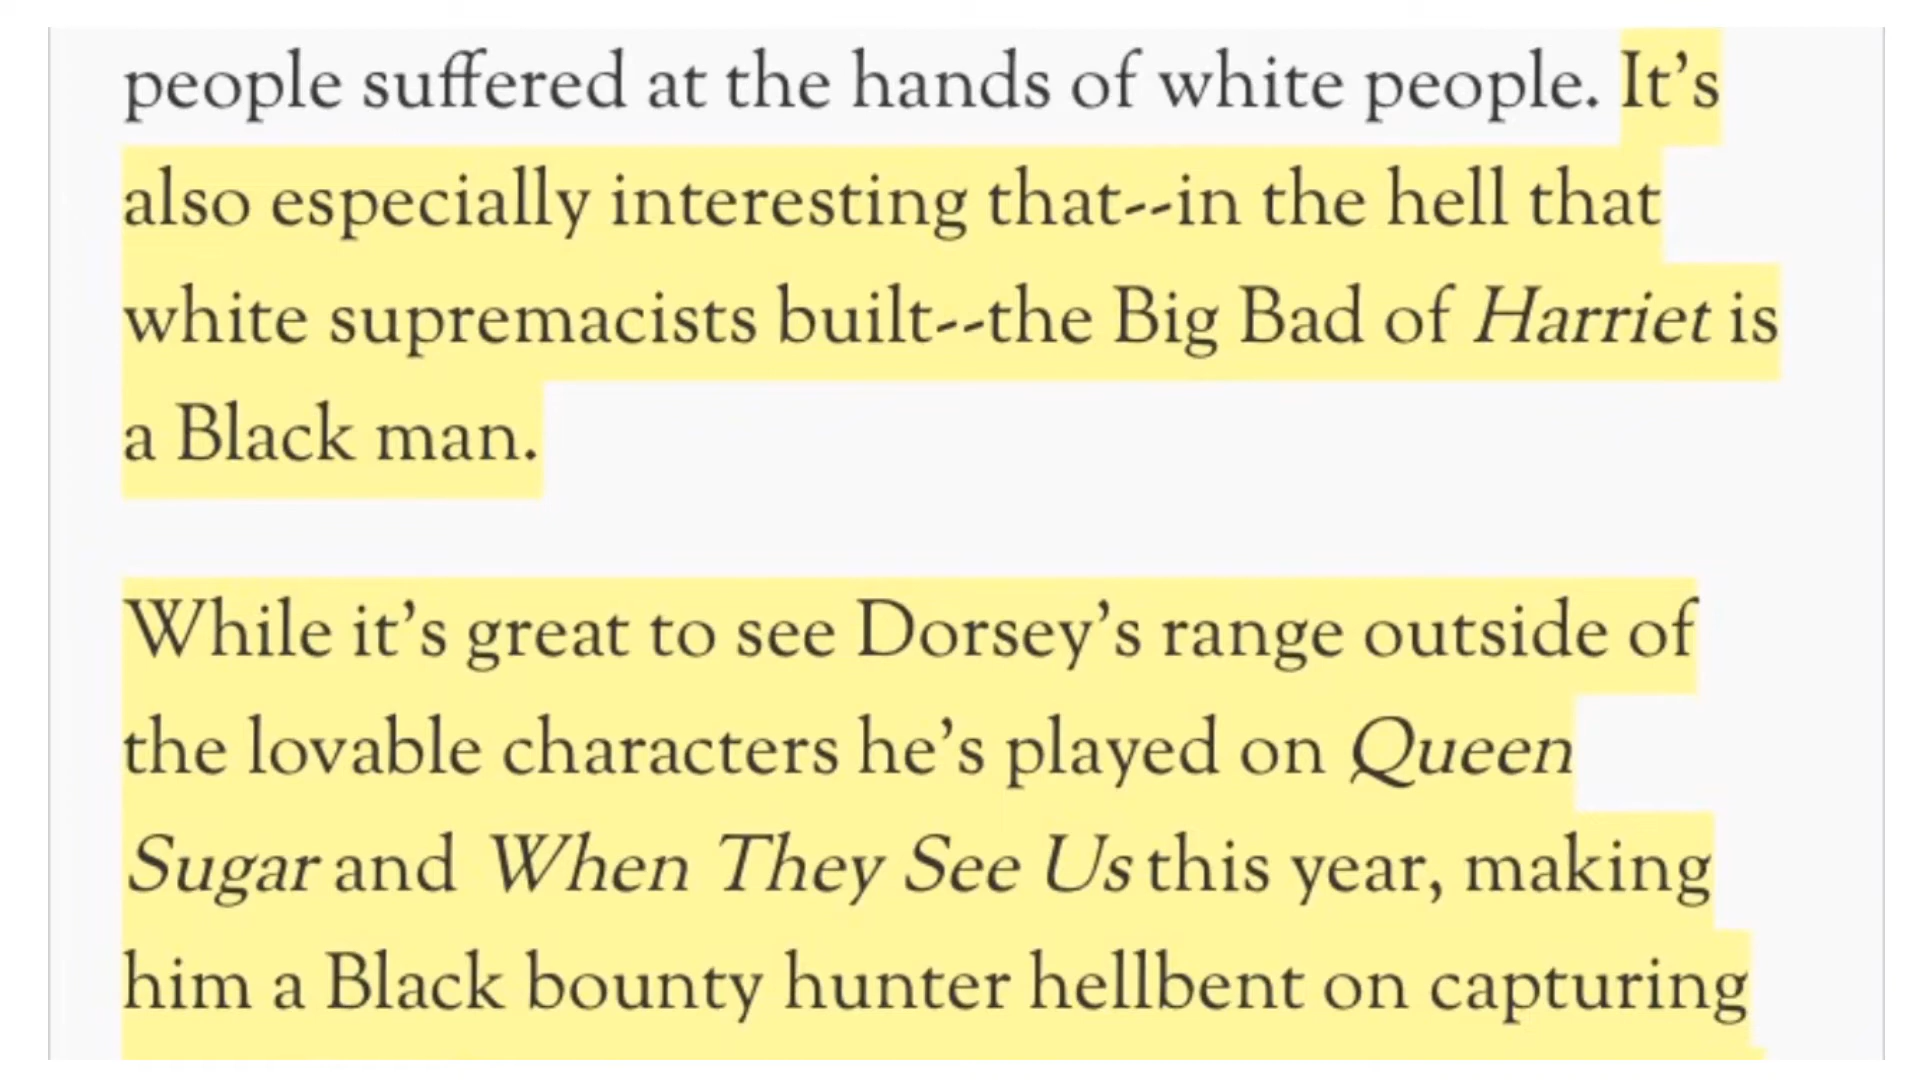 people suffered at the hands of white people. It’s
also especially interesting that--in the hell that
white supremacists built--the Big Bad of Harriet is
a Black man.
While it’s great to see Dorsey’s range outside of
the lovable characters he’s played on Queen
Sugar and When They See Us this year, making
him a Black bounty hunter hellbent on capturing